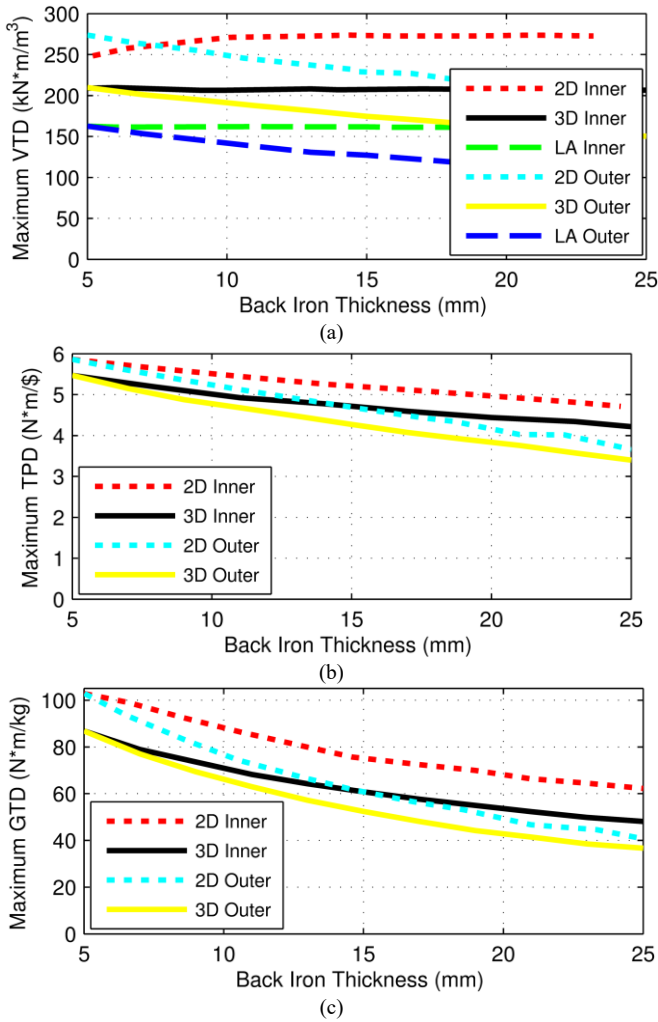 300
250
200
150
100
50
0
Maximum VTD (kN*m/m³)
2D Inner
3D Inner
LA Inner
2D Outer
3D Outer
LA Outer
5 10 15 20 25
Back Iron Thickness (mm)
(a)
6
5
4
3
2
1
0
Maximum TPD (N*m/$)
2D Inner
3D Inner
2D Outer
3D Outer
5 10 15 20 25
Back Iron Thickness (mm)
(b)
100
80
60
40
20
0
Maximum GTD (N*m/kg)
2D Inner
3D Inner
2D Outer
3D Outer
5 10 15 20 25
Back Iron Thickness (mm)
(c)